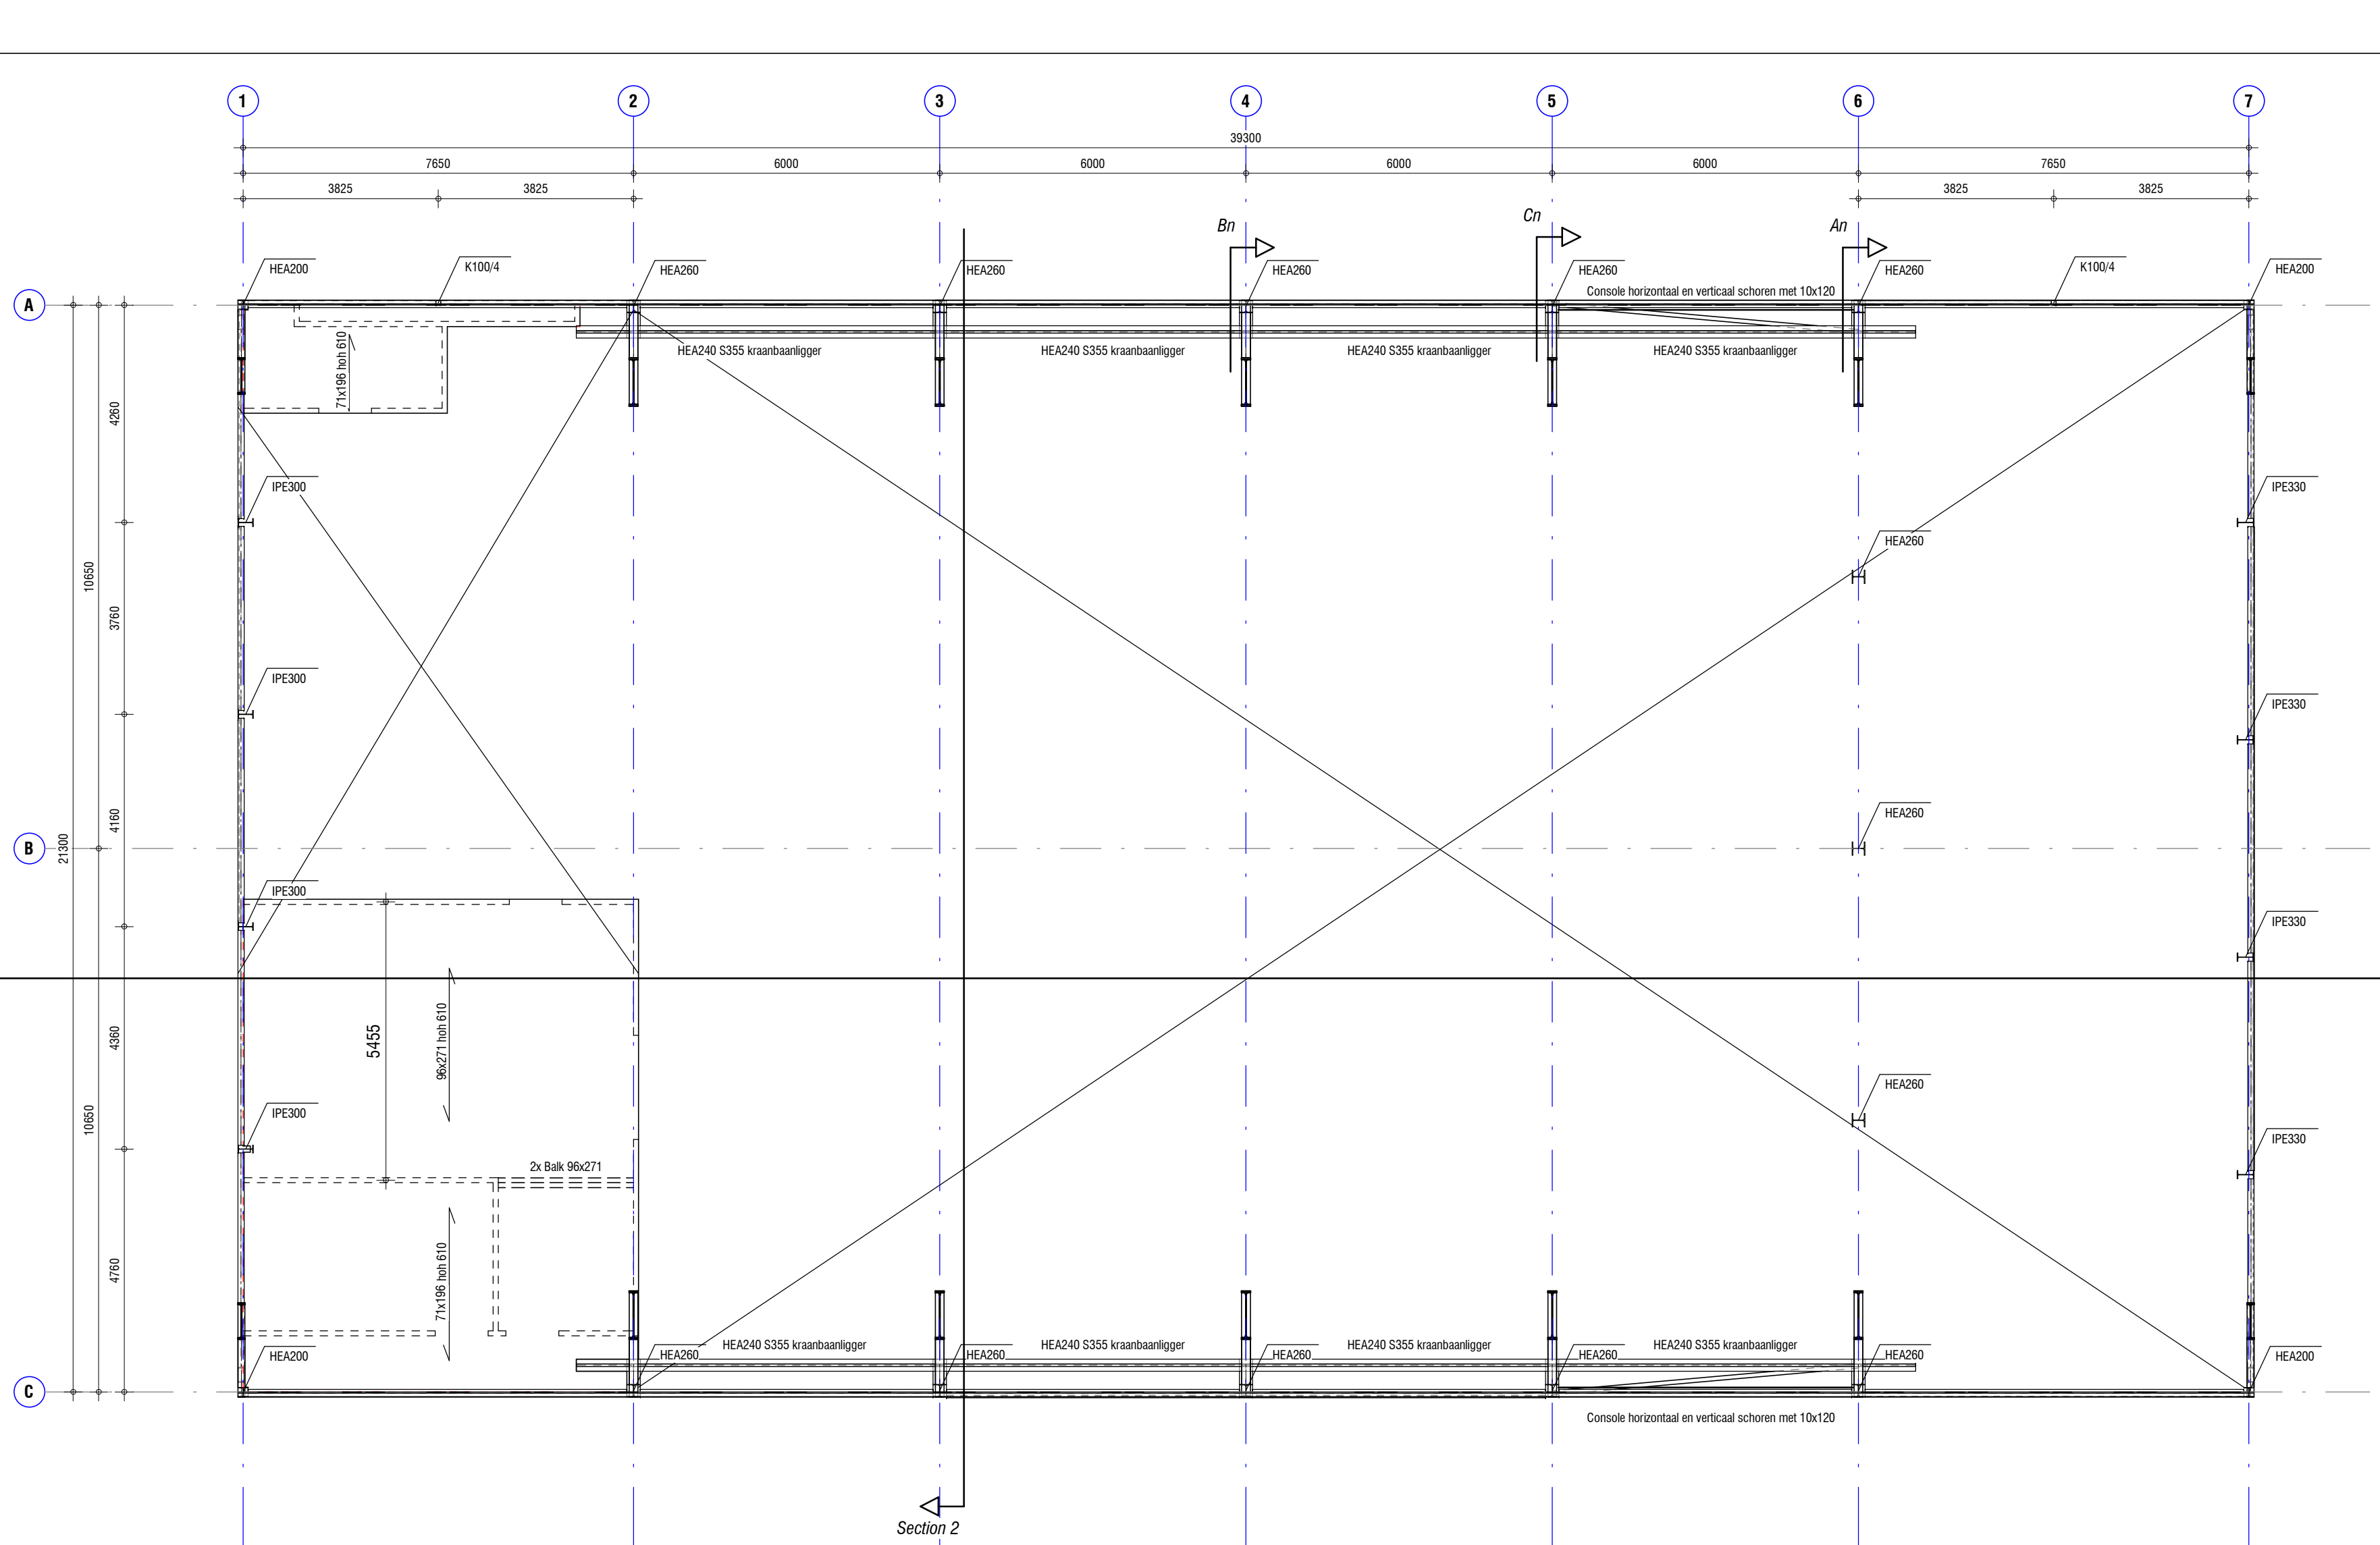 1 2 3 4 5 6 7
39300
7650 6000 6000 6000 6000 7650
3825 3825 3825 3825
Bn Cn An
HEA200 K100/4 HEA260 HEA260 HEA260 HEA260 HEA260 K100/4 HEA200
A
Console horizontaal en verticaal schoren met 10x120
HEA240 S355 kraanbaanligger HEA240 S355 kraanbaanligger HEA240 S355 kraanbaanligger HEA240 S355 kraanbaanligger
71x196 hoh 610
4260
IPE300 IPE330
HEA260
10650
3760
IPE300 IPE330
HEA260
4160
21300
B
IPE300 IPE330
5455
96x271 hoh 610
4360
HEA260
IPE300 IPE330
10650
2x Balk 96x271
4760
71x196 hoh 610
HEA240 S355 kraanbaanligger HEA240 S355 kraanbaanligger HEA240 S355 kraanbaanligger HEA240 S355 kraanbaanligger
HEA200 HEA260 HEA260 HEA260 HEA260 HEA260 HEA200
C
Console horizontaal en verticaal schoren met 10x120
Section 2